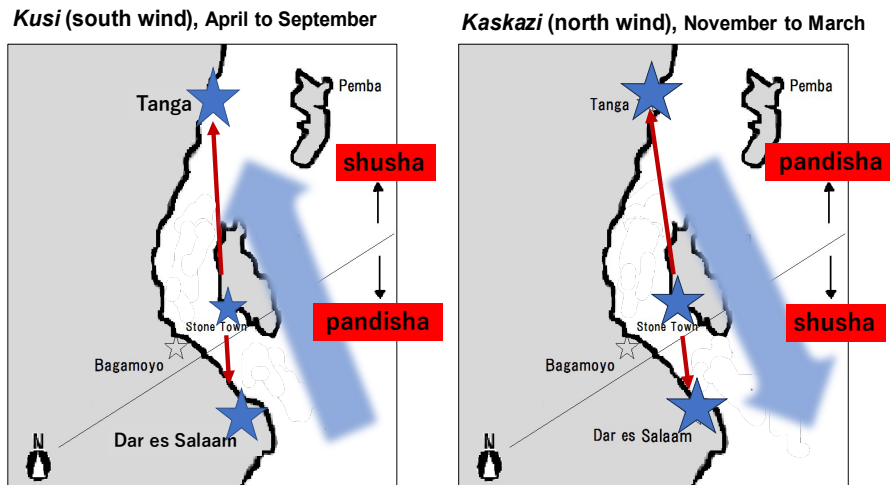 Kusi (south wind), April to September
Tanga
Pemba
shusha
pandisha
Stone Town
Bagamoyo
Dar es Salaam
N
Kaskazi (north wind), November to March
Tanga
Pemba
pandisha
shusha
Stone Town
Bagamoyo
Dar es Salaam
N